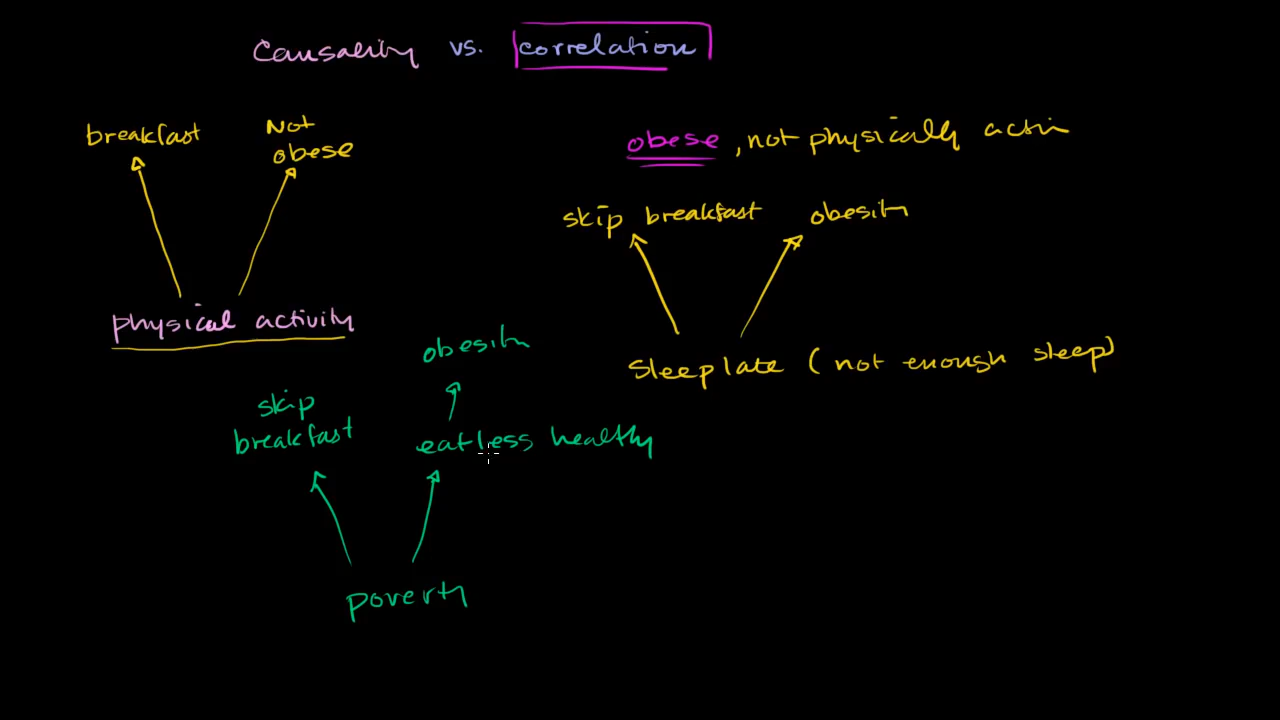 Causality vs. correlation
breakfast
Not
obese
physical activity
obese, not physically activ
skip breakfast obesity
Sleep late (not enough sleep)
obesity
skip
breakfast
eat less healthy
poverty